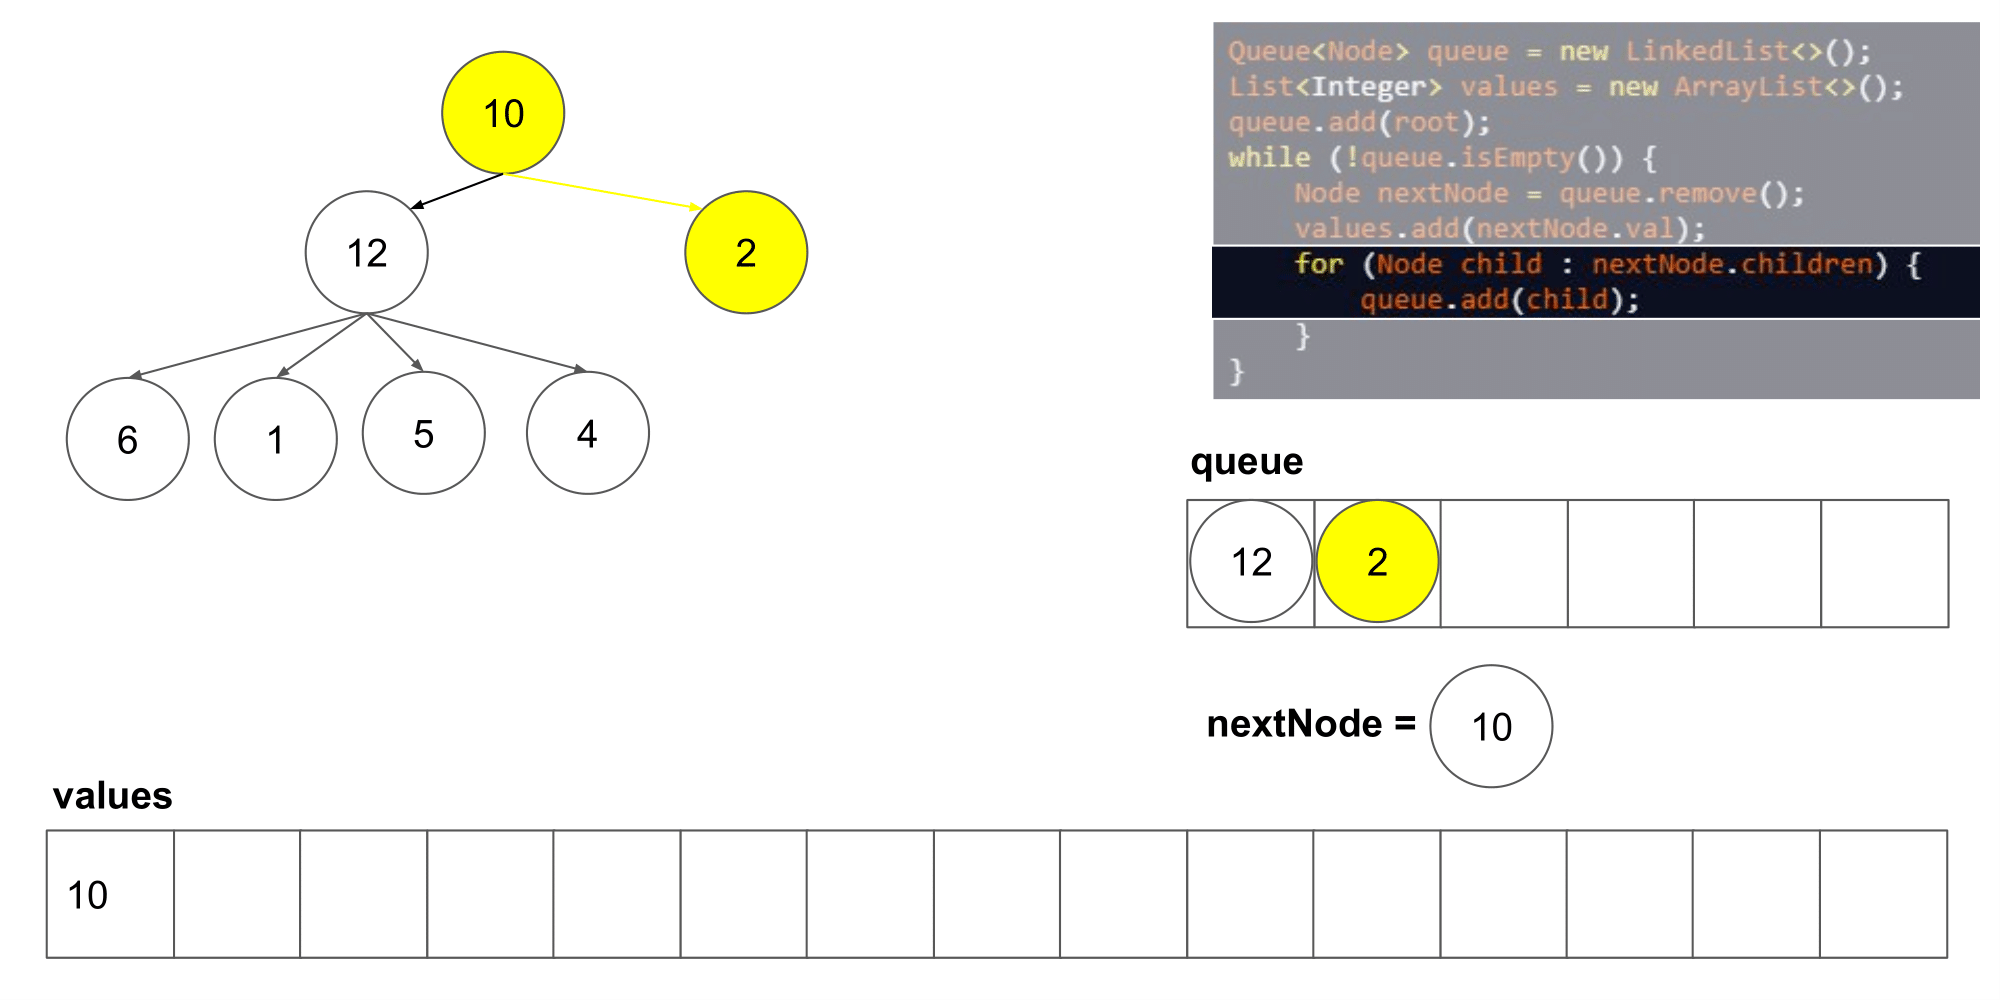 10
12
2
6
1
5
4
Queue<Node> queue = new LinkedList<>();
List<Integer> values = new ArrayList<>();
queue.add(root);
while (!queue.isEmpty()) {
    Node nextNode = queue.remove();
    values.add(nextNode.val);
    for (Node child : nextNode.children) {
        queue.add(child);
    }
}
queue
12 2
nextNode = 10
values
10